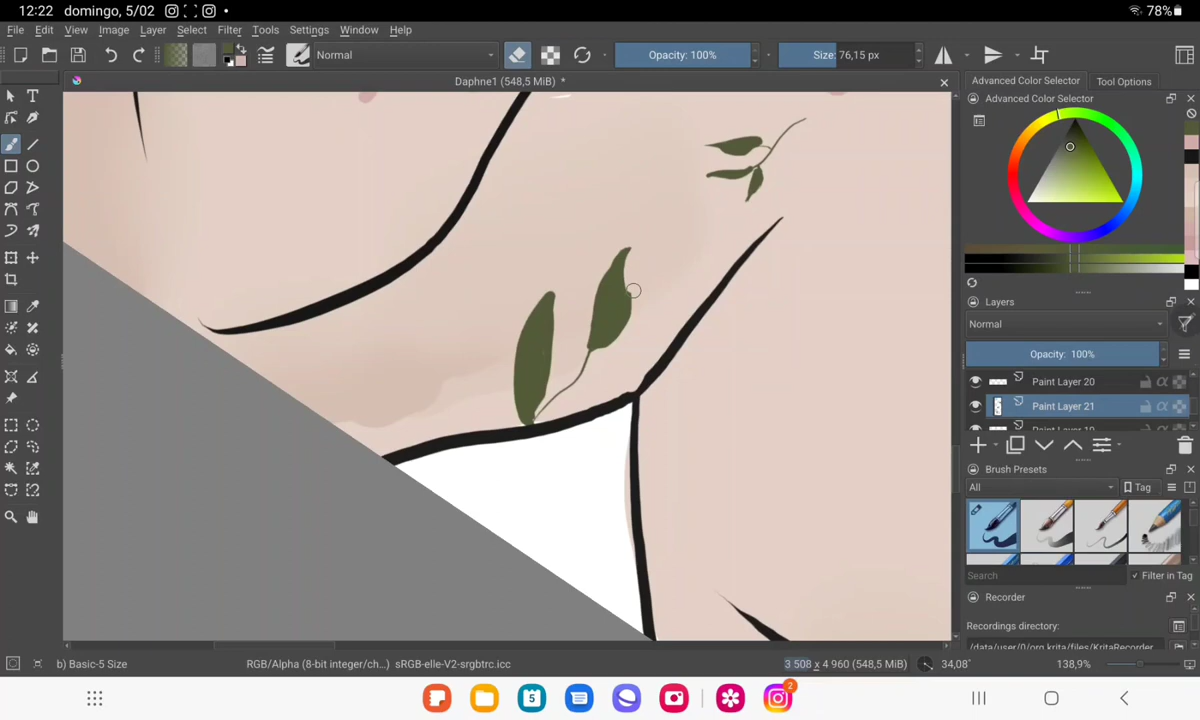 12:22 domingo, 5/02 78%
File Edit View Image Layer Select Filter Tools Settings Window Help
Normal Opacity: 100% Size: 76,15 px
Daphne1 (548,5 MiB) *
Advanced Color Selector Tool Options
Advanced Color Selector
Layers
Normal
Opacity: 100%
Paint Layer 20
Paint Layer 21
Brush Presets
All Tag
Search Filter in Tag
Recorder
Recordings directory:
/data/user/0/org.krita/files/KritaRecorder
b) Basic-5 Size RGB/Alpha (8-bit integer/ch...) sRGB-elle-V2-srgbtrc.icc 3 508 x 4 960 (548,5 MiB) 34,08° 138,9%
5 2